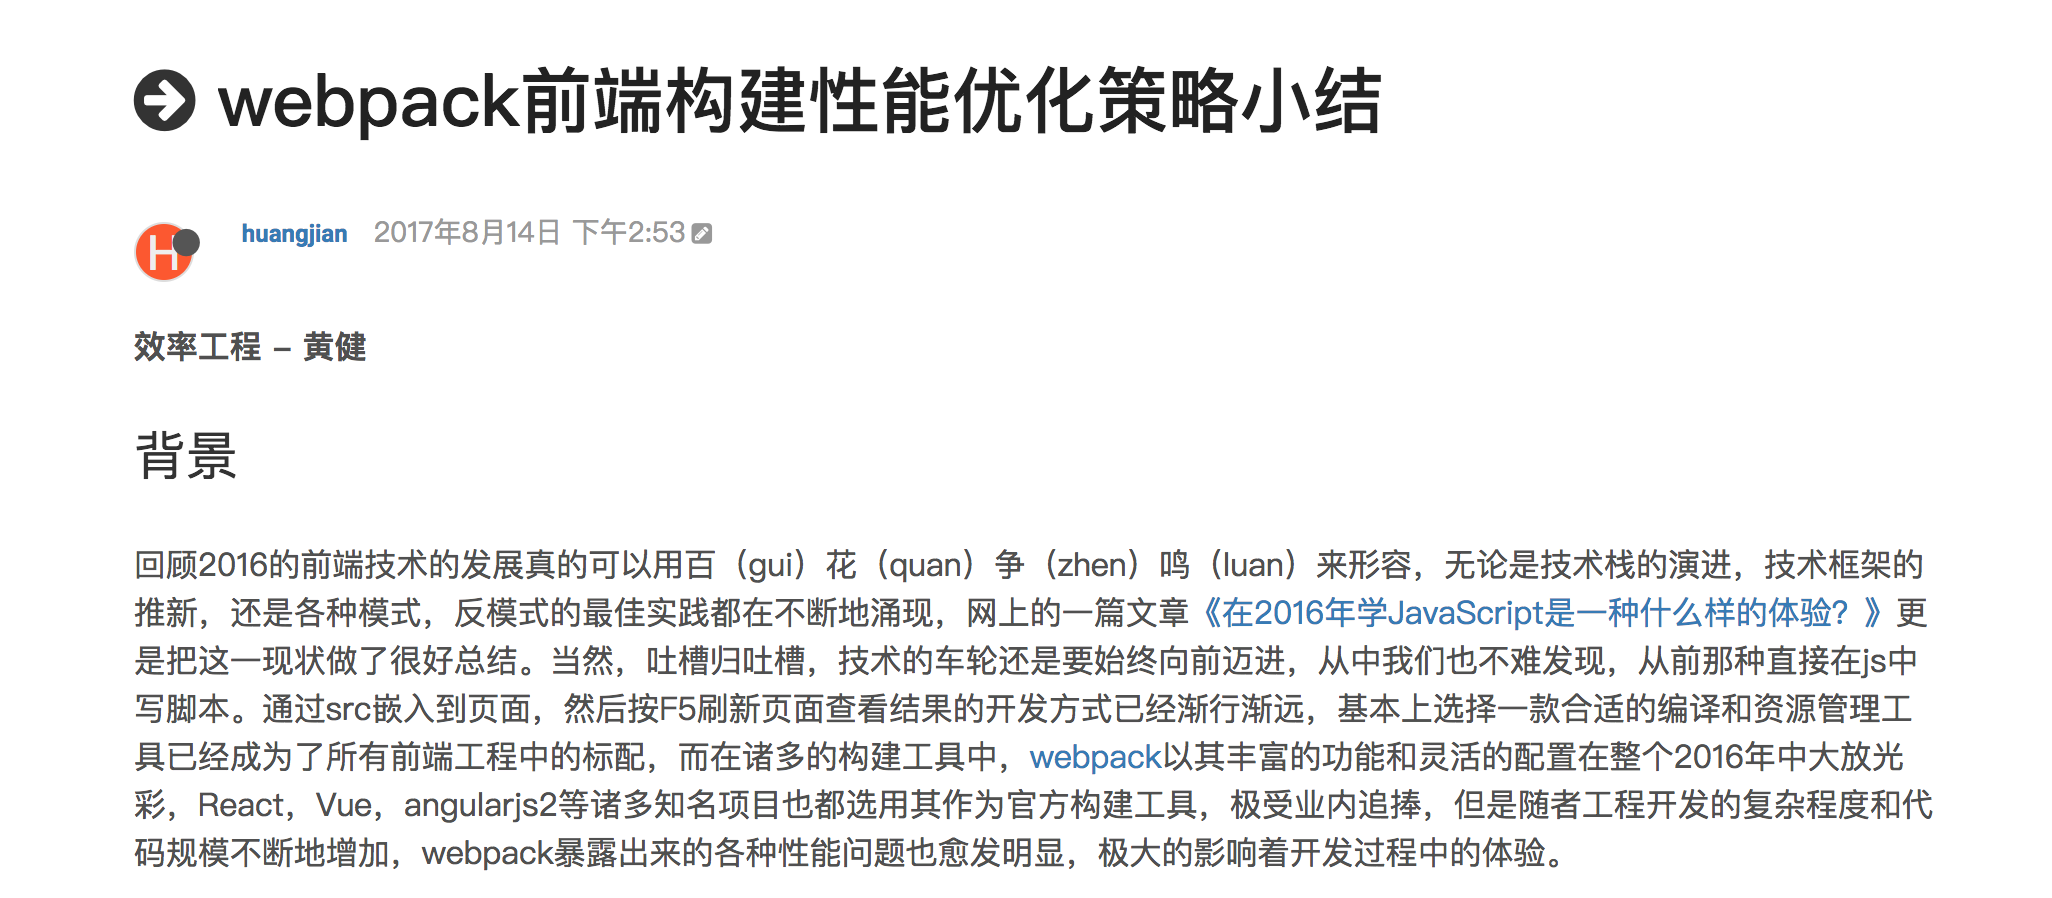 webpack前端构建性能优化策略小结
H
huangjian 2017年8月14日 下午2:53
效率工程 – 黄健
背景
回顾2016的前端技术的发展真的可以用百（gui）花（quan）争（zhen）鸣（luan）来形容，无论是技术栈的演进，技术框架的
推新，还是各种模式，反模式的最佳实践都在不断地涌现，网上的一篇文章《在2016年学JavaScript是一种什么样的体验？》更
是把这一现状做了很好总结。当然，吐槽归吐槽，技术的车轮还是要始终向前迈进，从中我们也不难发现，从前那种直接在js中
写脚本。通过src嵌入到页面，然后按F5刷新页面查看结果的开发方式已经渐行渐远，基本上选择一款合适的编译和资源管理工
具已经成为了所有前端工程中的标配，而在诸多的构建工具中，webpack以其丰富的功能和灵活的配置在整个2016年中大放光
彩，React，Vue，angularjs2等诸多知名项目也都选用其作为官方构建工具，极受业内追捧，但是随者工程开发的复杂程度和代
码规模不断地增加，webpack暴露出来的各种性能问题也愈发明显，极大的影响着开发过程中的体验。